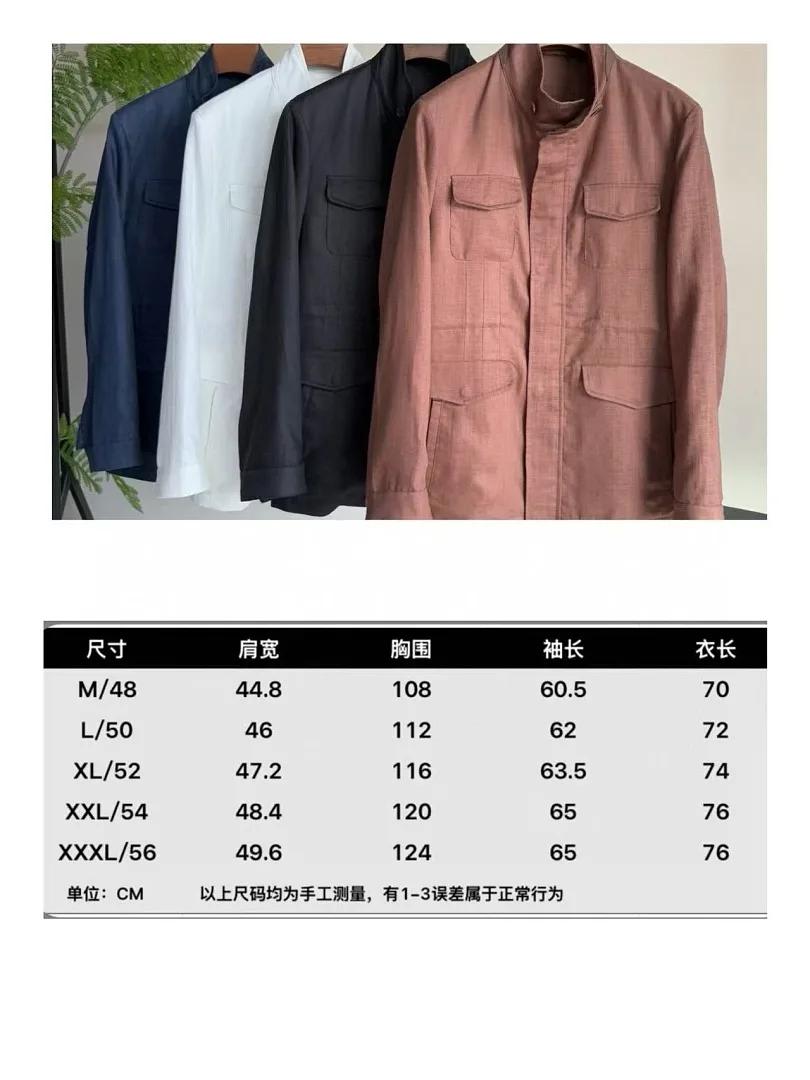 尺寸 肩宽 胸围 袖长 衣长
M/48 44.8 108 60.5 70
L/50 46 112 62 72
XL/52 47.2 116 63.5 74
XXL/54 48.4 120 65 76
XXXL/56 49.6 124 65 76
单位：CM 以上尺码均为手工测量，有1-3误差属于正常行为